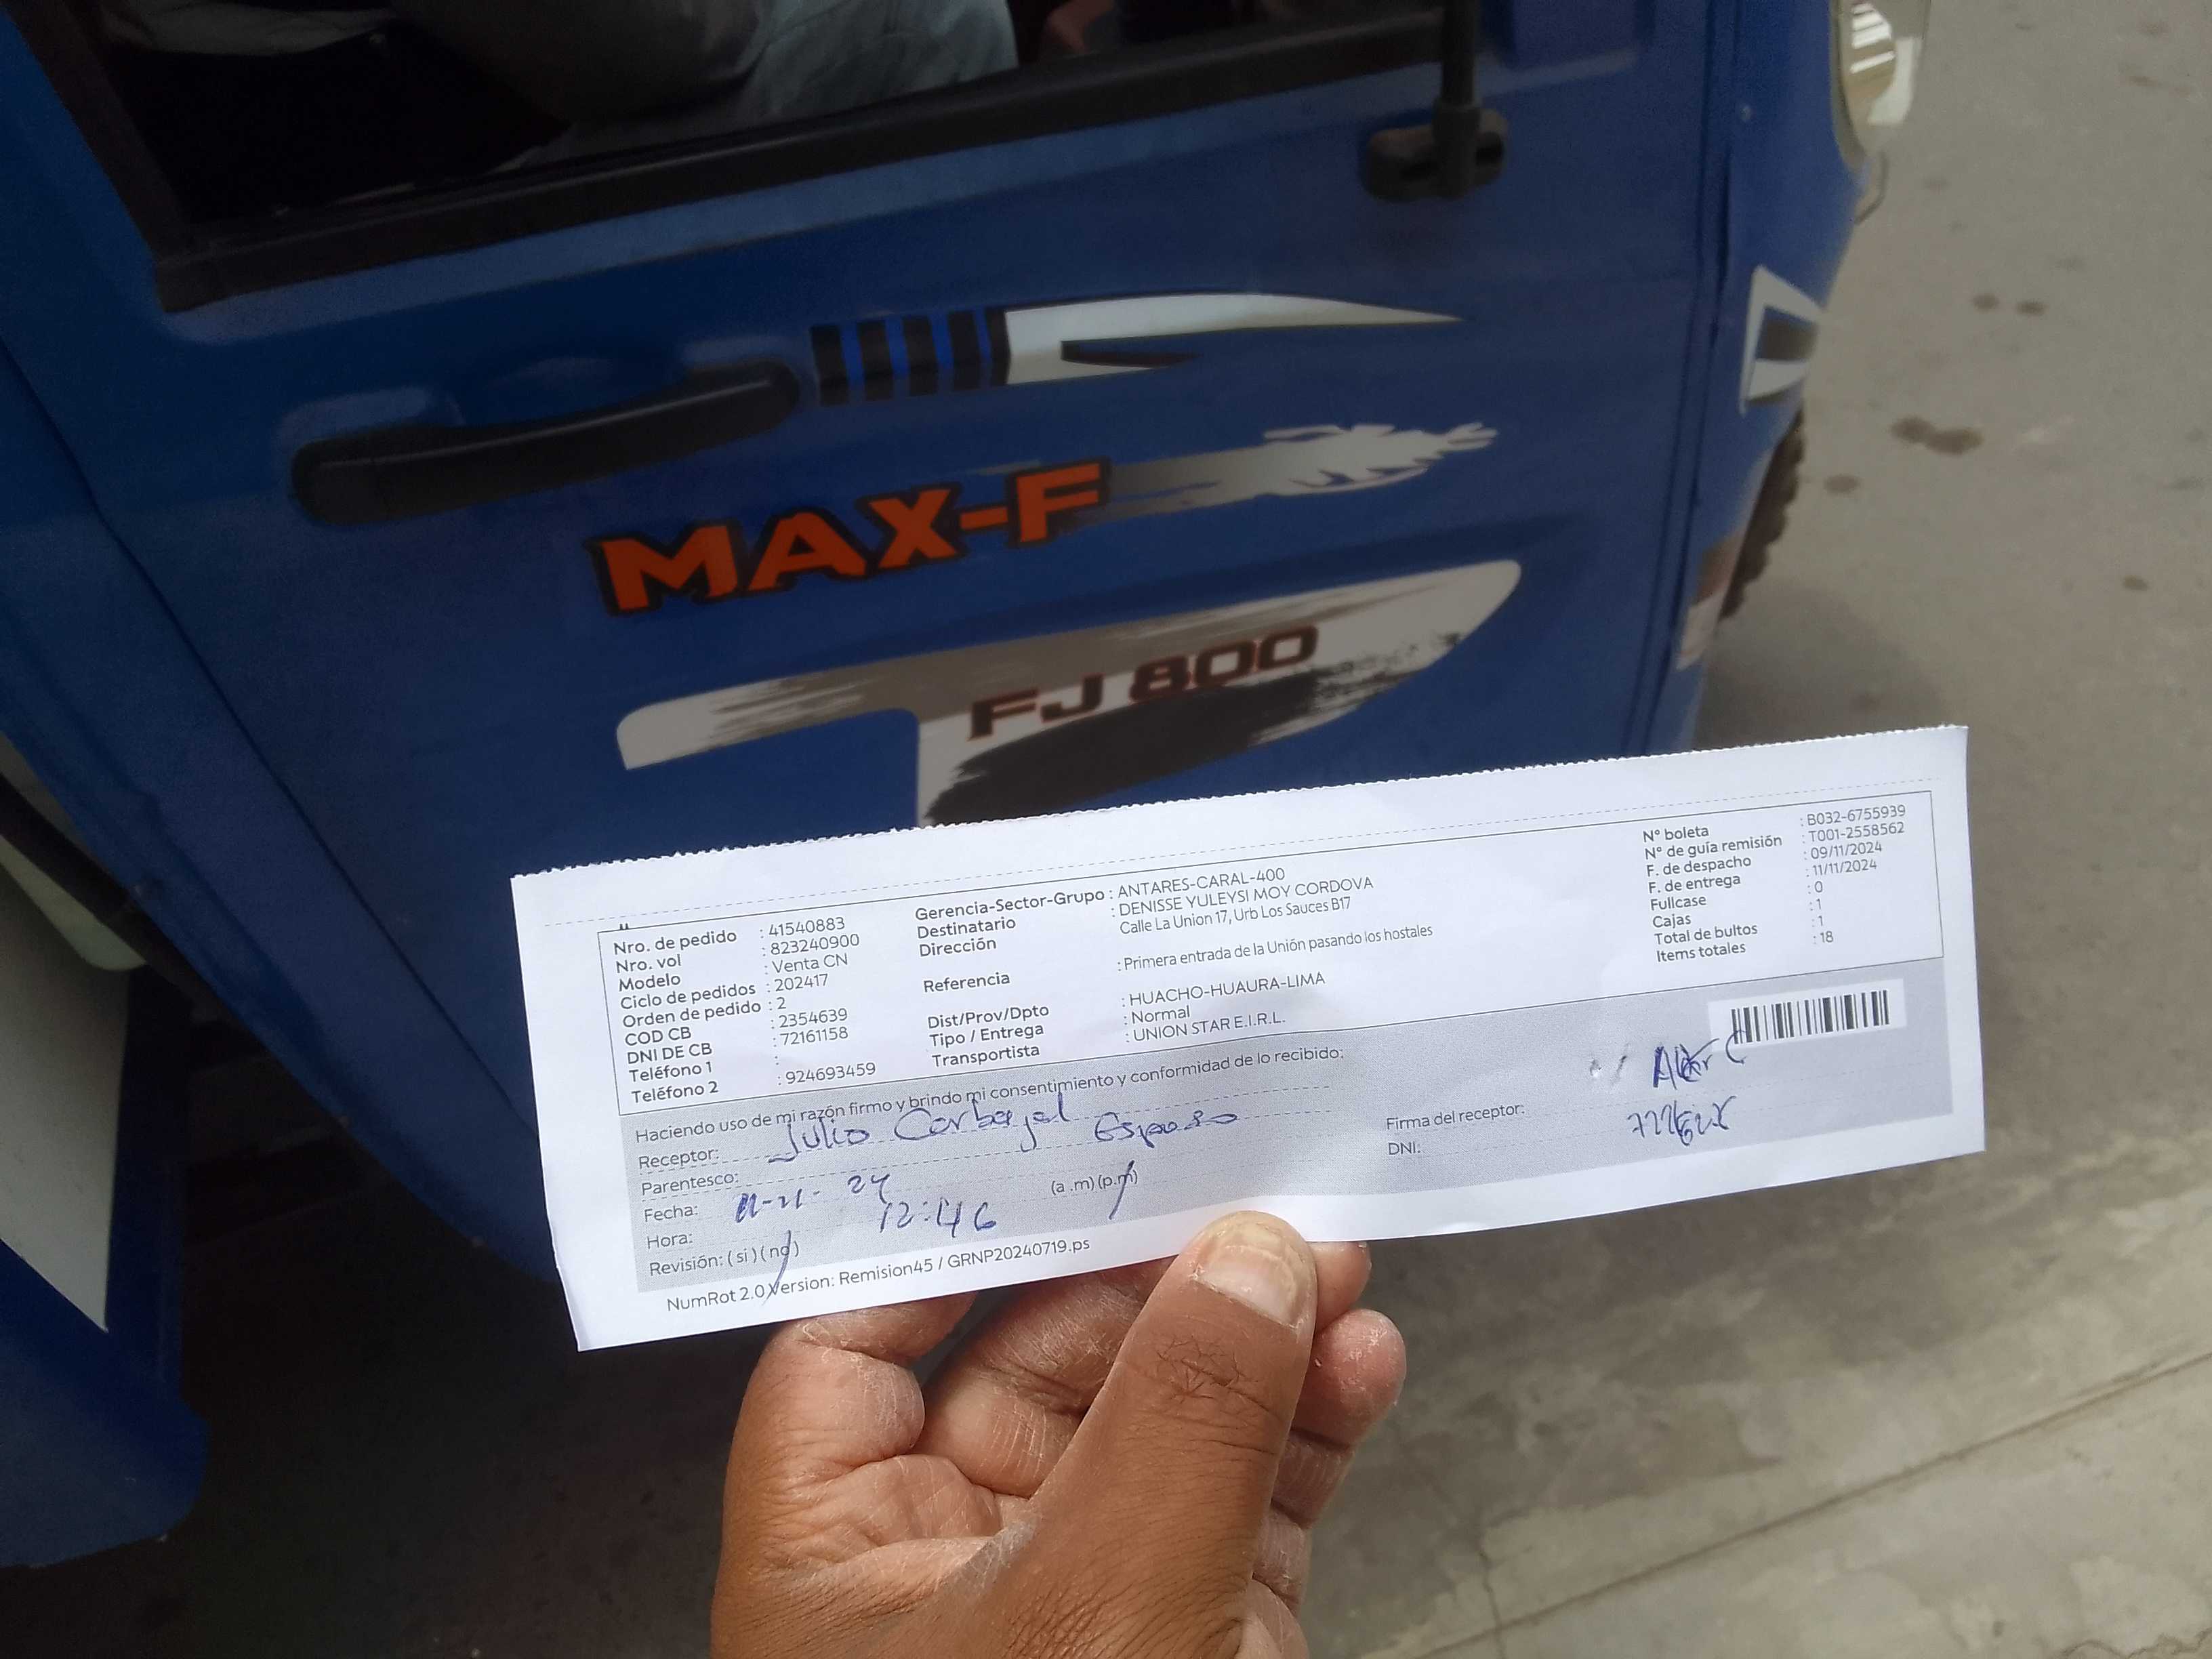 MAX-F
FJ 800
Nro. de pedido : 41540883
Nro. vol : 823240900
Modelo : Venta CN
Ciclo de pedidos : 202417
Orden de pedido : 2
COD CB : 2354639
DNI DE CB : 72161158
Teléfono 1 :
Teléfono 2 : 924693459
Gerencia-Sector-Grupo : ANTARES-CARAL-400
Destinatario : DENISSE YULEYSI MOY CORDOVA
Dirección Calle La Union 17, Urb Los Sauces B17
Referencia : Primera entrada de la Unión pasando los hostales
Dist/Prov/Dpto : HUACHO-HUAURA-LIMA
Tipo / Entrega : Normal
Transportista : UNION STAR E.I.R.L.
N° boleta : B032-6755939
N° de guía remisión : T001-2558562
F. de despacho : 09/11/2024
F. de entrega : 11/11/2024
Fullcase : 0
Cajas : 1
Total de bultos : 1
Items totales : 18
Haciendo uso de mi razón firmo y brindo mi consentimiento y conformidad de lo recibido:
Receptor: Julio Carbajal
Parentesco: Esposo
Fecha: 11-11-24
Hora: 12:46 (a.m) (p.m)
Revisión: (si) (no)
Firma del receptor:
DNI:
NumRot 2.0 Version: Remision45 / GRNP20240719.ps